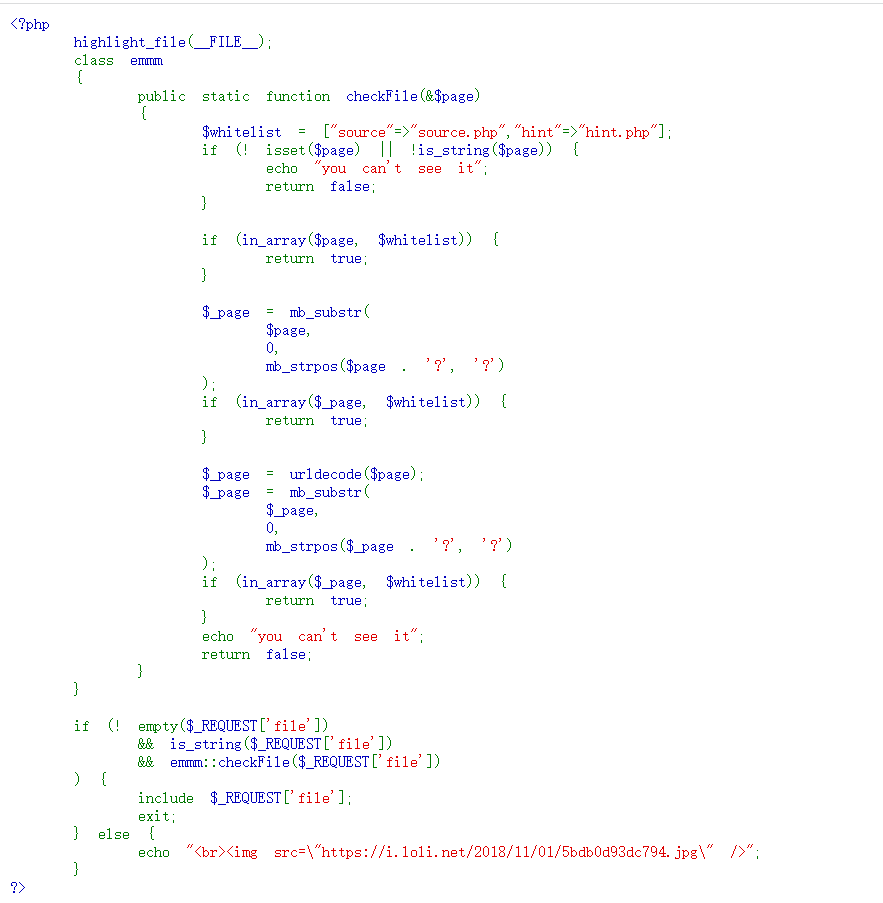 <?php
highlight_file(__FILE__);
class emmm
{
public static function checkFile(&$page)
{
$whitelist = ["source"=>"source.php","hint"=>"hint.php"];
if (! isset($page) || !is_string($page)) {
echo "you can't see it";
return false;
}
if (in_array($page, $whitelist)) {
return true;
}
$_page = mb_substr(
$page,
0,
mb_strpos($page . '?', '?')
);
if (in_array($_page, $whitelist)) {
return true;
}
$_page = urldecode($page);
$_page = mb_substr(
$_page,
0,
mb_strpos($_page . '?', '?')
);
if (in_array($_page, $whitelist)) {
return true;
}
echo "you can't see it";
return false;
}
}
if (! empty($_REQUEST['file'])
&& is_string($_REQUEST['file'])
&& emmm::checkFile($_REQUEST['file'])
) {
include $_REQUEST['file'];
exit;
} else {
echo "<br><img src=\"https://i.loli.net/2018/11/01/5bdb0d93dc794.jpg\" />";
}
?>